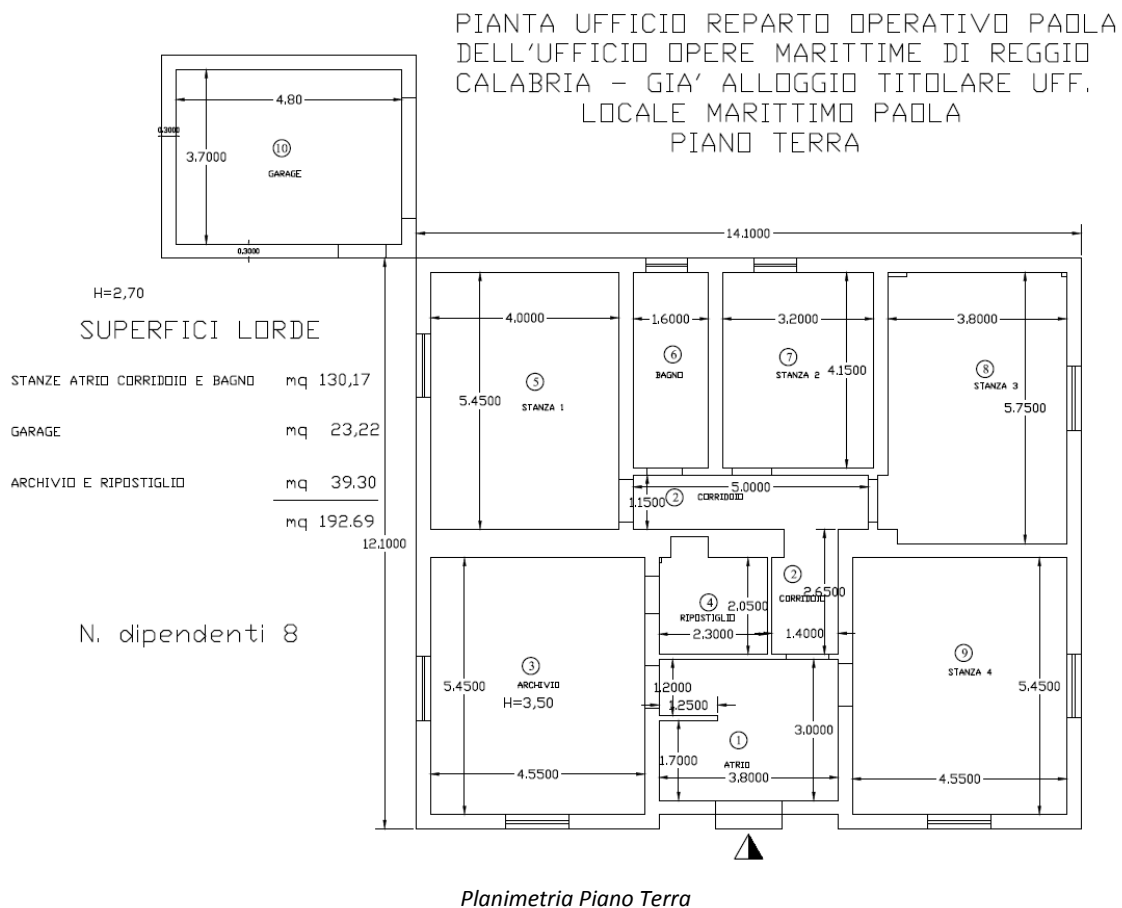 PIANTA UFFICIO REPARTO OPERATIVO PAOLA
DELL'UFFICIO OPERE MARITTIME DI REGGIO
CALABRIA - GIA' ALLOGGIO TITOLARE UFF.
LOCALE MARITTIMO PAOLA
PIANO TERRA
4.80
0.3000
3.7000
10
GARAGE
0.3000
14.1000
H=2,70
SUPERFICI LORDE
STANZE ATRIO CORRIDOIO E BAGNO mq 130,17
GARAGE mq 23,22
ARCHIVIO E RIPOSTIGLIO mq 39.30
mq 192.69
12.1000
N. dipendenti 8
4.0000
5.4500
5
STANZA 1
1.6000
6
BAGNO
3.2000
7
STANZA 2
4.1500
3.8000
8
STANZA 3
5.7500
5.0000
1.1500
2
CORRIDOIO
2
CORRIDOIO
2.6500
1.4000
4
RIPOSTIGLIO
2.0500
2.3000
3
ARCHIVIO
H=3,50
5.4500
4.5500
1.2000
1.2500
1.7000
1
ATRIO
3.0000
3.8000
9
STANZA 4
5.4500
4.5500
Planimetria Piano Terra